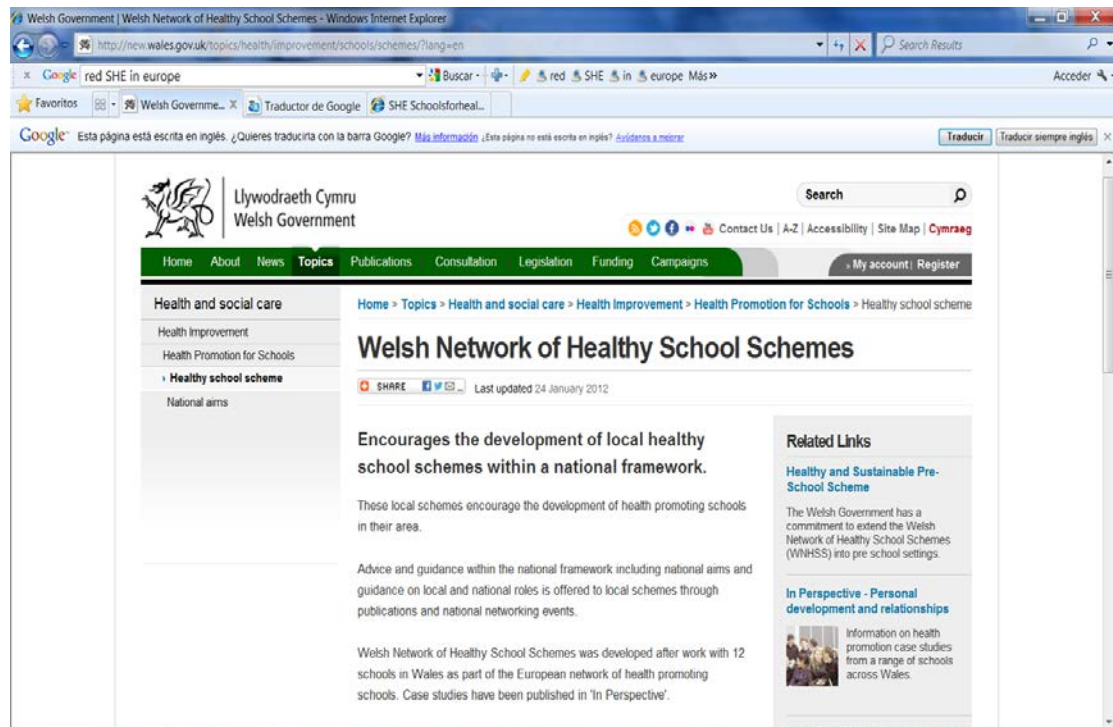 Welsh Government | Welsh Network of Healthy School Schemes - Windows Internet Explorer
http://new.wales.gov.uk/topics/health/improvement/schools/schemes/?lang=en
Search Results
x Google red SHE in europe Buscar red SHE in europe Más» Acceder
Favoritos Welsh Governme... X Traductor de Google SHE Schoolsforheal...
Google Esta página está escrita en inglés. ¿Quieres traducirla con la barra Google? Más información ¿Esta página no está escrita en inglés? Ayúdanos a mejorar Traducir Traducir siempre inglés
Llywodraeth Cymru
Welsh Government
Search
Contact Us | A-Z | Accessibility | Site Map | Cymraeg
Home About News Topics Publications Consultation Legislation Funding Campaigns
» My account | Register
Health and social care
Health Improvement
Health Promotion for Schools
Healthy school scheme
National aims
Home > Topics > Health and social care > Health Improvement > Health Promotion for Schools > Healthy school scheme
Welsh Network of Healthy School Schemes
SHARE Last updated 24 January 2012
Encourages the development of local healthy
school schemes within a national framework.
These local schemes encourage the development of health promoting schools
in their area.
Advice and guidance within the national framework including national aims and
guidance on local and national roles is offered to local schemes through
publications and national networking events.
Welsh Network of Healthy School Schemes was developed after work with 12
schools in Wales as part of the European network of health promoting
schools. Case studies have been published in 'In Perspective'.
Related Links
Healthy and Sustainable Pre-
School Scheme
The Welsh Government has a
commitment to extend the Welsh
Network of Healthy School Schemes
(WNHSS) into pre school settings.
In Perspective - Personal
development and relationships
Information on health
promotion case studies
from a range of schools
across Wales.